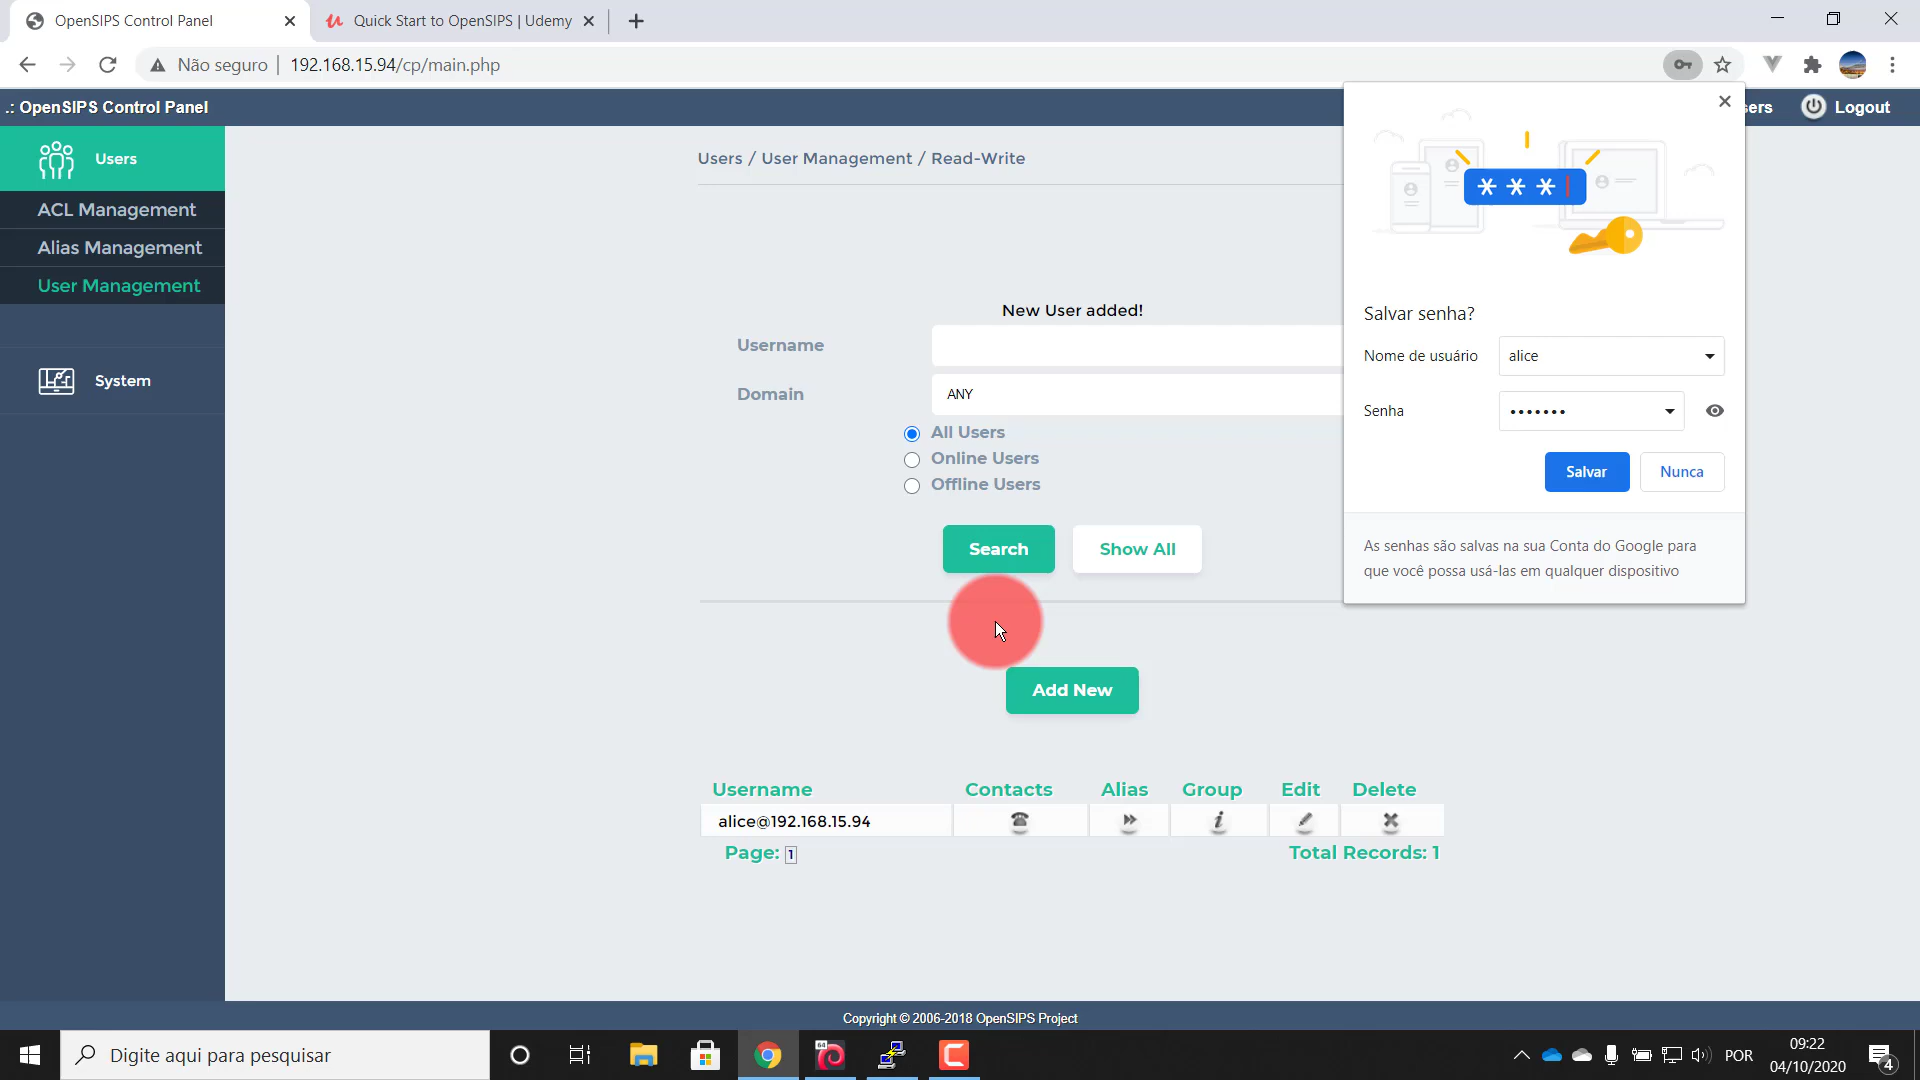 OpenSIPS Control Panel
Quick Start to OpenSIPS | Udemy
Não seguro
192.168.15.94/cp/main.php
.: OpenSIPS Control Panel
sers
Logout
Users
ACL Management
Alias Management
User Management
System
Users / User Management / Read-Write
New User added!
Username
Domain
ANY
All Users
Online Users
Offline Users
Search
Show All
Add New
Username
Contacts
Alias
Group
Edit
Delete
alice@192.168.15.94
Page: 1
Total Records: 1
* * *
Salvar senha?
Nome de usuário
alice
Senha
•••••••
Salvar
Nunca
As senhas são salvas na sua Conta do Google para
que você possa usá-las em qualquer dispositivo
Copyright © 2006-2018 OpenSIPS Project
Digite aqui para pesquisar
64
POR
09:22
04/10/2020
4